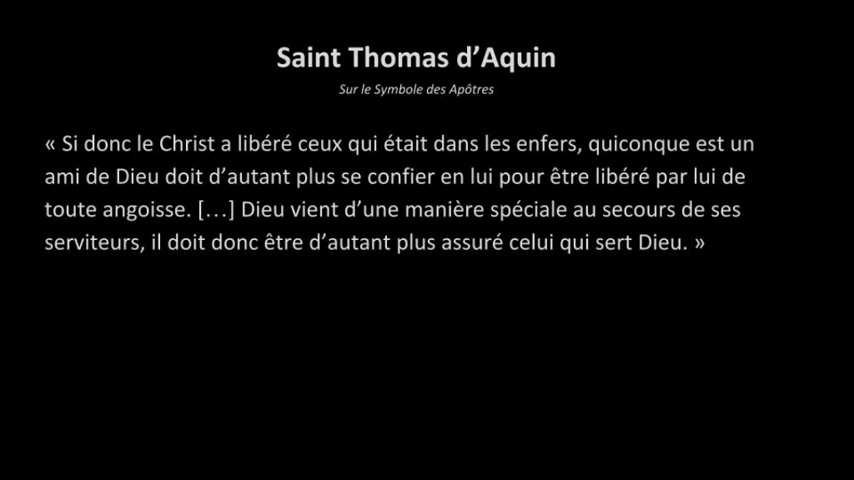 Saint Thomas d’Aquin
Sur le Symbole des Apôtres
« Si donc le Christ a libéré ceux qui était dans les enfers, quiconque est un
ami de Dieu doit d’autant plus se confier en lui pour être libéré par lui de
toute angoisse. […] Dieu vient d’une manière spéciale au secours de ses
serviteurs, il doit donc être d’autant plus assuré celui qui sert Dieu. »